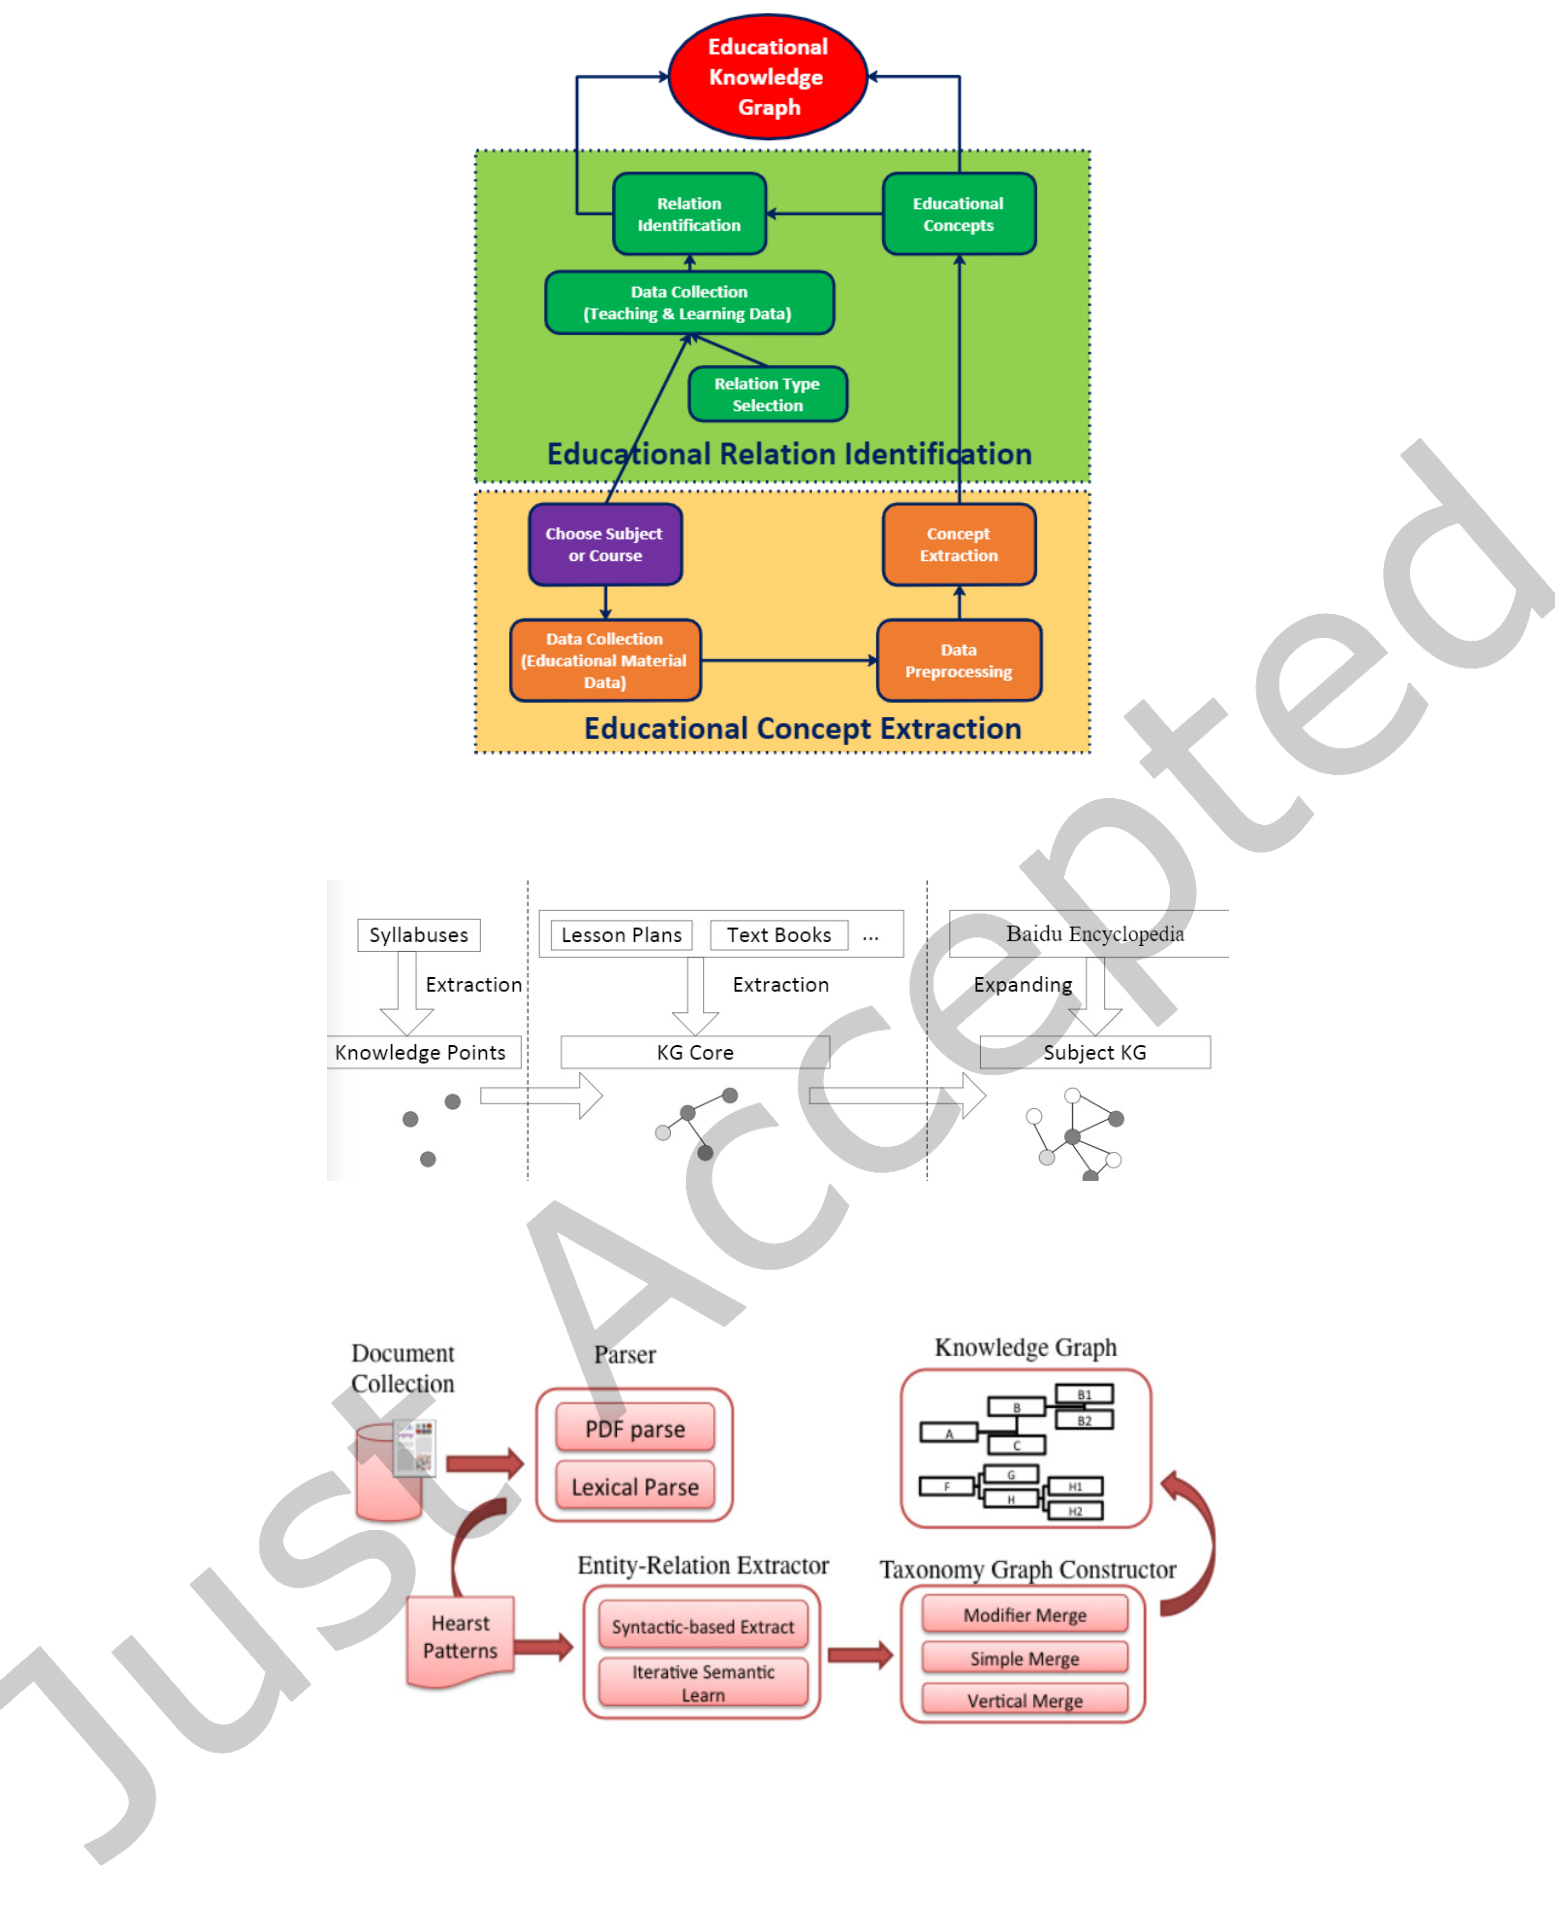 Educational
Knowledge
Graph
Relation
Identification
Educational
Concepts
Data Collection
(Teaching & Learning Data)
Relation Type
Selection
Educational Relation Identification
Choose Subject
or Course
Concept
Extraction
Data Collection
(Educational Material
Data)
Data
Preprocessing
Educational Concept Extraction
Syllabuses
Lesson Plans
Text Books
...
Baidu Encyclopedia
Extraction
Extraction
Expanding
Knowledge Points
KG Core
Subject KG
Document
Collection
Parser
PDF parse
Lexical Parse
Knowledge Graph
A
B
C
B1
B2
F
G
H
H1
H2
Hearst
Patterns
Entity-Relation Extractor
Syntactic-based Extract
Iterative Semantic
Learn
Taxonomy Graph Constructor
Modifier Merge
Simple Merge
Vertical Merge
Just Accepted